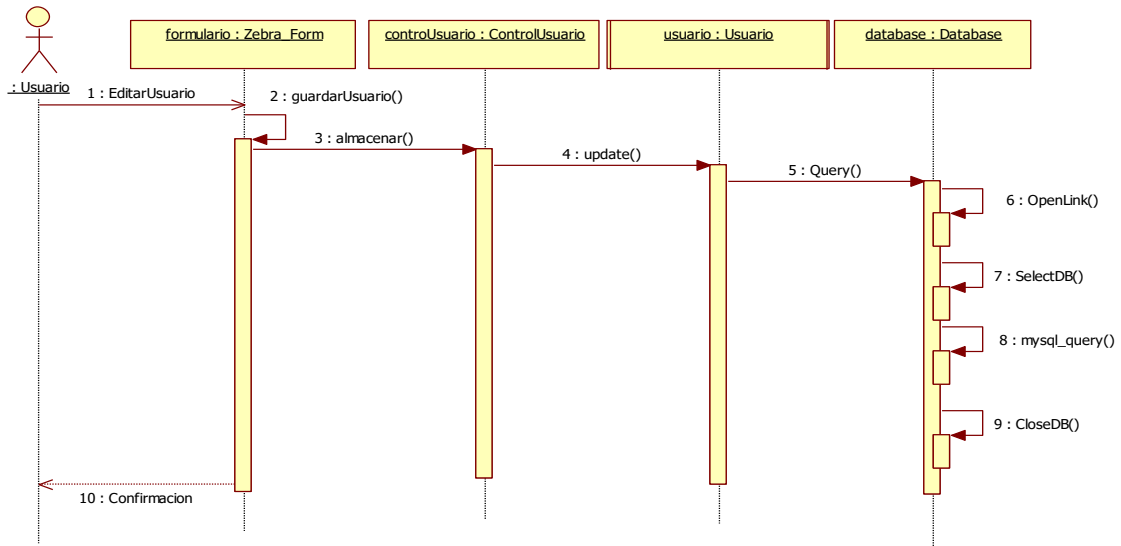 formulario : Zebra_Form
controUsuario : ControlUsuario
usuario : Usuario
database : Database
: Usuario
1 : EditarUsuario
2 : guardarUsuario()
3 : almacenar()
4 : update()
5 : Query()
6 : OpenLink()
7 : SelectDB()
8 : mysql_query()
9 : CloseDB()
10 : Confirmacion